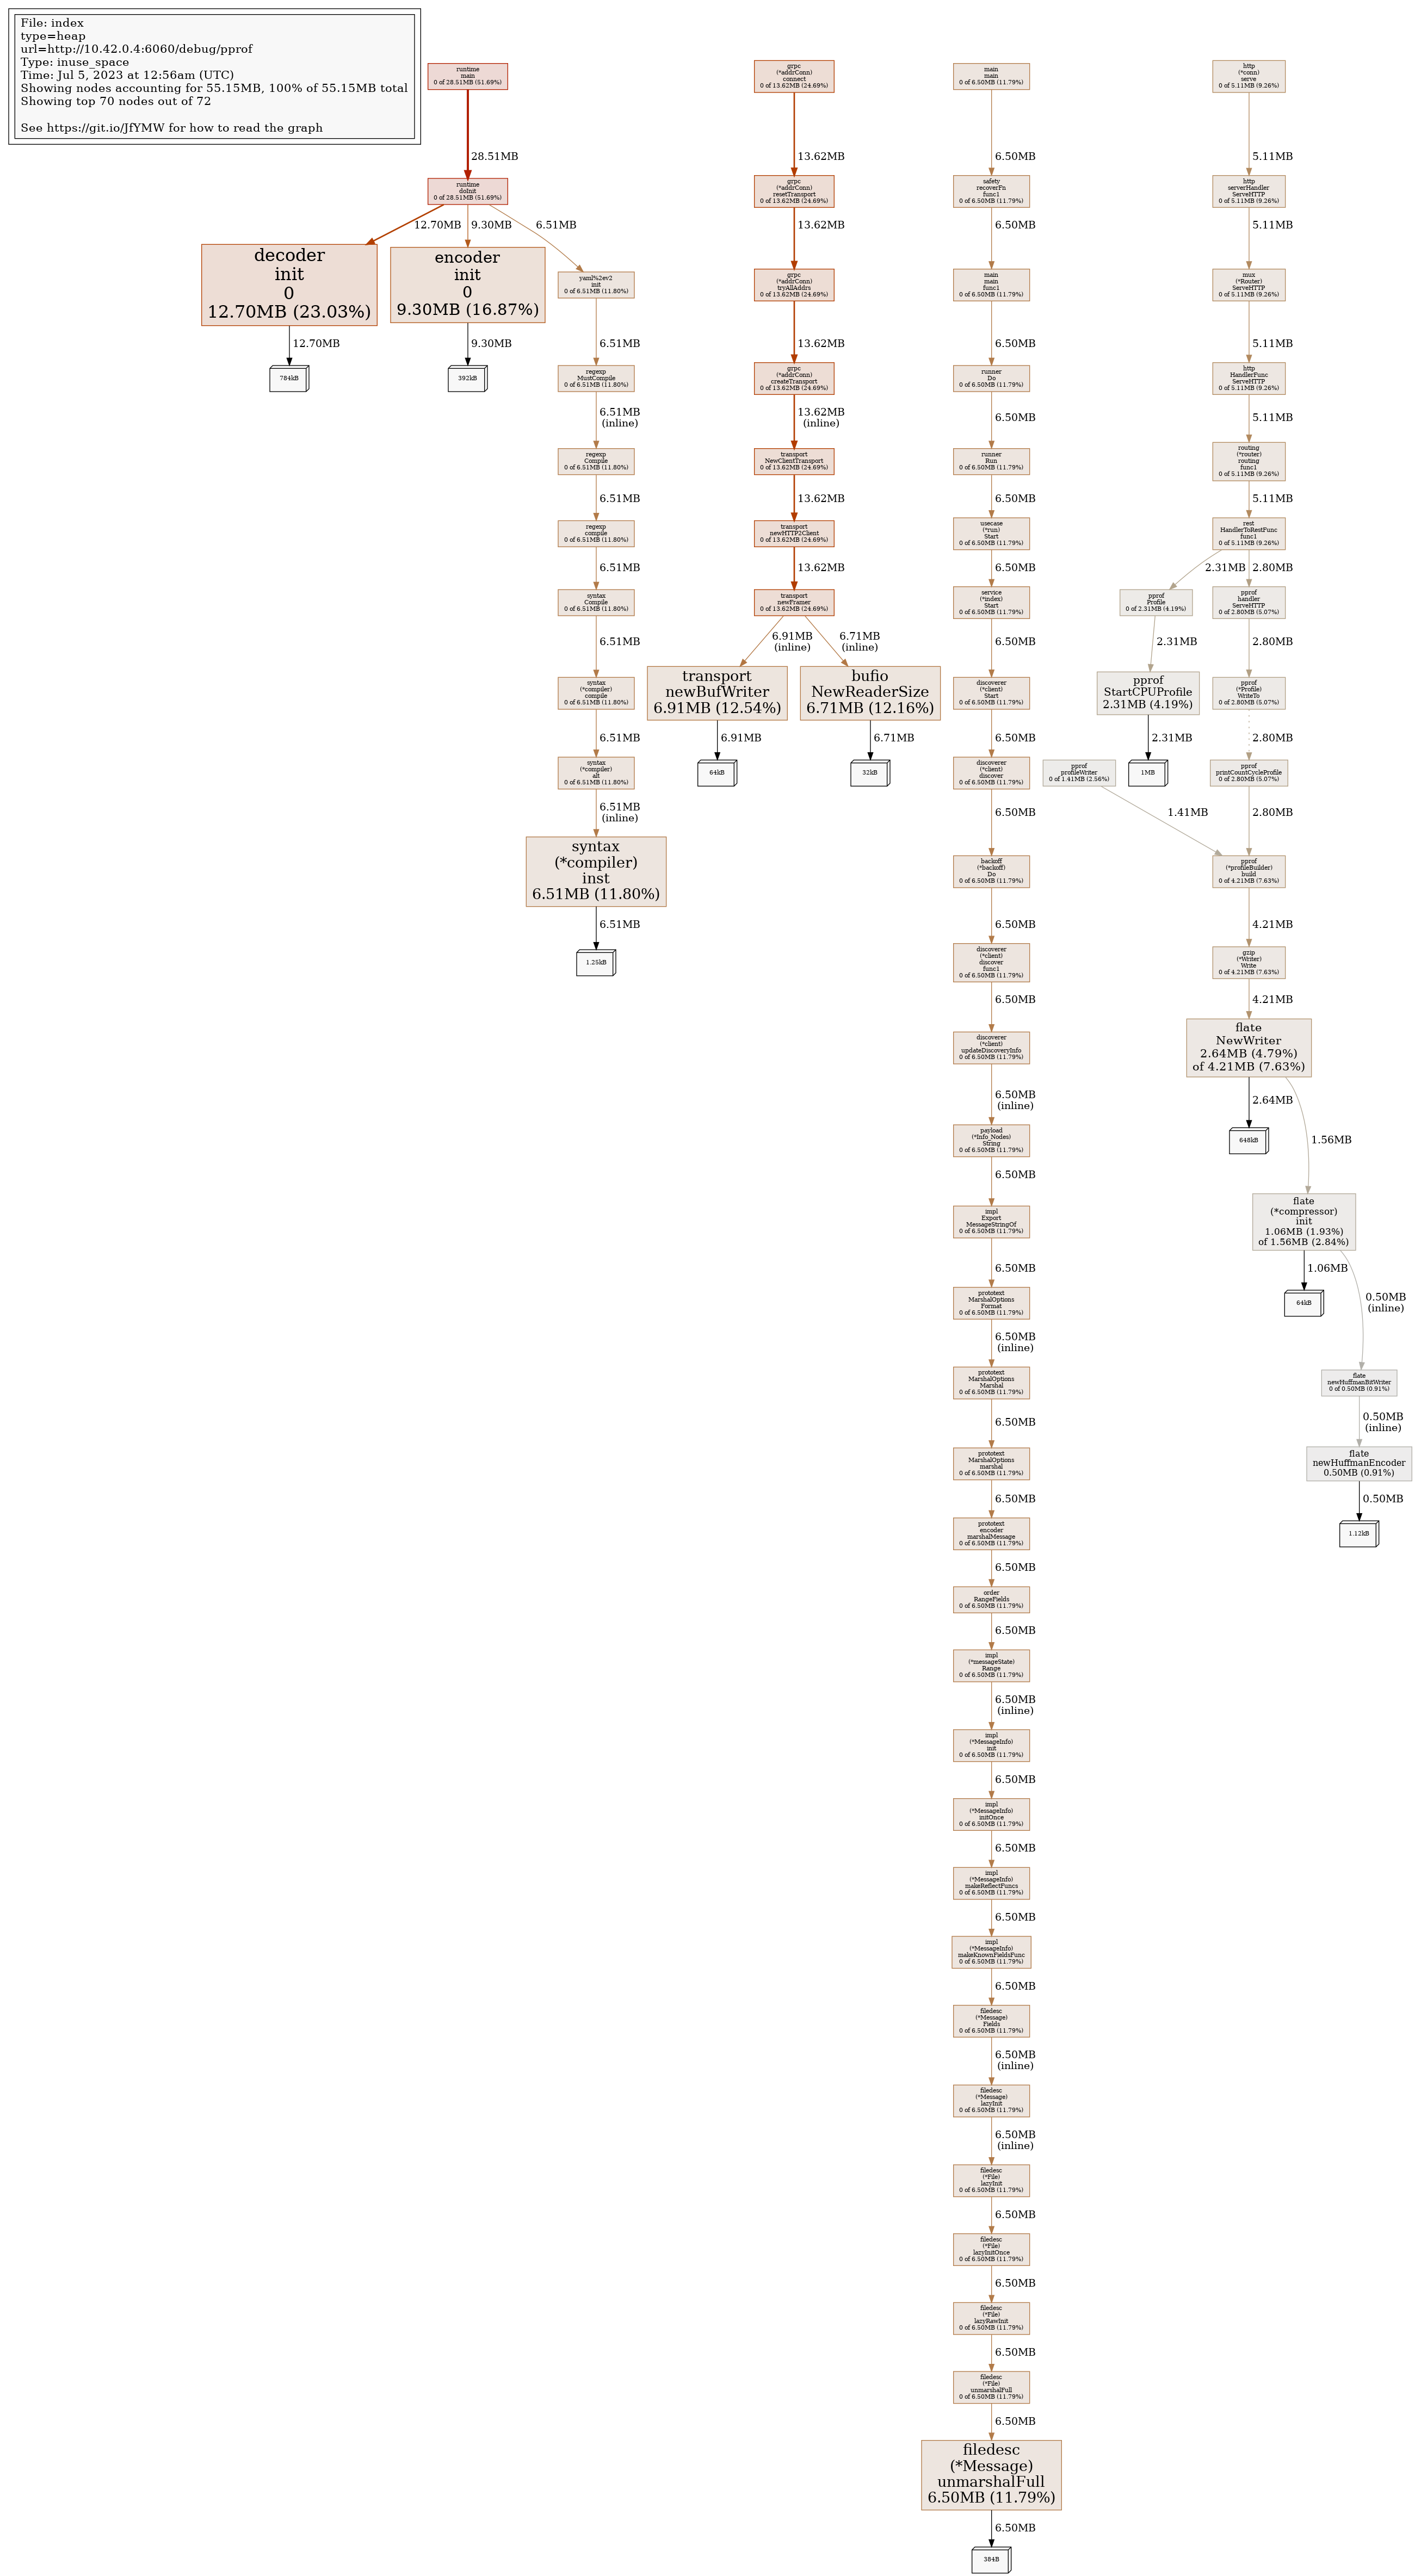 File: index
type=heap
url=http://10.42.0.4:6060/debug/pprof
Type: inuse_space
Time: Jul 5, 2023 at 12:56am (UTC)
Showing nodes accounting for 55.15MB, 100% of 55.15MB total
Showing top 70 nodes out of 72
See https://git.io/JfYMW for how to read the graph
runtime
main
0 of 28.51MB (51.69%)
28.51MB
runtime
doInit
0 of 28.51MB (51.69%)
12.70MB
9.30MB
6.51MB
decoder
init
0
12.70MB (23.03%)
12.70MB
784kB
encoder
init
0
9.30MB (16.87%)
9.30MB
392kB
yaml%2ev2
init
0 of 6.51MB (11.80%)
6.51MB
regexp
MustCompile
0 of 6.51MB (11.80%)
6.51MB
(inline)
regexp
Compile
0 of 6.51MB (11.80%)
6.51MB
regexp
compile
0 of 6.51MB (11.80%)
6.51MB
syntax
Compile
0 of 6.51MB (11.80%)
6.51MB
syntax
(*compiler)
compile
0 of 6.51MB (11.80%)
6.51MB
syntax
(*compiler)
alt
0 of 6.51MB (11.80%)
6.51MB
(inline)
syntax
(*compiler)
inst
6.51MB (11.80%)
6.51MB
1.25kB
grpc
(*addrConn)
connect
0 of 13.62MB (24.69%)
13.62MB
grpc
(*addrConn)
resetTransport
0 of 13.62MB (24.69%)
13.62MB
grpc
(*addrConn)
tryAllAddrs
0 of 13.62MB (24.69%)
13.62MB
grpc
(*addrConn)
createTransport
0 of 13.62MB (24.69%)
13.62MB
(inline)
transport
NewClientTransport
0 of 13.62MB (24.69%)
13.62MB
transport
newHTTP2Client
0 of 13.62MB (24.69%)
13.62MB
transport
newFramer
0 of 13.62MB (24.69%)
6.91MB
(inline)
6.71MB
(inline)
transport
newBufWriter
6.91MB (12.54%)
6.91MB
64kB
bufio
NewReaderSize
6.71MB (12.16%)
6.71MB
32kB
main
main
0 of 6.50MB (11.79%)
6.50MB
safety
recoverFn
func1
0 of 6.50MB (11.79%)
6.50MB
main
main
func1
0 of 6.50MB (11.79%)
6.50MB
runner
Do
0 of 6.50MB (11.79%)
6.50MB
runner
Run
0 of 6.50MB (11.79%)
6.50MB
usecase
(*run)
Start
0 of 6.50MB (11.79%)
6.50MB
service
(*index)
Start
0 of 6.50MB (11.79%)
6.50MB
discoverer
(*client)
Start
0 of 6.50MB (11.79%)
6.50MB
discoverer
(*client)
discover
0 of 6.50MB (11.79%)
6.50MB
backoff
(*backoff)
Do
0 of 6.50MB (11.79%)
6.50MB
discoverer
(*client)
discover
func1
0 of 6.50MB (11.79%)
6.50MB
discoverer
(*client)
updateDiscoveryInfo
0 of 6.50MB (11.79%)
6.50MB
(inline)
payload
(*Info_Nodes)
String
0 of 6.50MB (11.79%)
6.50MB
impl
Export
MessageStringOf
0 of 6.50MB (11.79%)
6.50MB
prototext
MarshalOptions
Format
0 of 6.50MB (11.79%)
6.50MB
(inline)
prototext
MarshalOptions
Marshal
0 of 6.50MB (11.79%)
6.50MB
prototext
MarshalOptions
marshal
0 of 6.50MB (11.79%)
6.50MB
prototext
encoder
marshalMessage
0 of 6.50MB (11.79%)
6.50MB
order
RangeFields
0 of 6.50MB (11.79%)
6.50MB
impl
(*messageState)
Range
0 of 6.50MB (11.79%)
6.50MB
(inline)
impl
(*MessageInfo)
init
0 of 6.50MB (11.79%)
6.50MB
impl
(*MessageInfo)
initOnce
0 of 6.50MB (11.79%)
6.50MB
impl
(*MessageInfo)
makeReflectFuncs
0 of 6.50MB (11.79%)
6.50MB
impl
(*MessageInfo)
makeKnownFieldsFunc
0 of 6.50MB (11.79%)
6.50MB
filedesc
(*Message)
Fields
0 of 6.50MB (11.79%)
6.50MB
(inline)
filedesc
(*Message)
lazyInit
0 of 6.50MB (11.79%)
6.50MB
(inline)
filedesc
(*File)
lazyInit
0 of 6.50MB (11.79%)
6.50MB
filedesc
(*File)
lazyInitOnce
0 of 6.50MB (11.79%)
6.50MB
filedesc
(*File)
lazyRawInit
0 of 6.50MB (11.79%)
6.50MB
filedesc
(*File)
unmarshalFull
0 of 6.50MB (11.79%)
6.50MB
filedesc
(*Message)
unmarshalFull
6.50MB (11.79%)
6.50MB
384B
http
(*conn)
serve
0 of 5.11MB (9.26%)
5.11MB
http
serverHandler
ServeHTTP
0 of 5.11MB (9.26%)
5.11MB
mux
(*Router)
ServeHTTP
0 of 5.11MB (9.26%)
5.11MB
http
HandlerFunc
ServeHTTP
0 of 5.11MB (9.26%)
5.11MB
routing
(*router)
routing
func1
0 of 5.11MB (9.26%)
5.11MB
rest
HandlerToRestFunc
func1
0 of 5.11MB (9.26%)
2.31MB
2.80MB
pprof
Profile
0 of 2.31MB (4.19%)
2.31MB
pprof
StartCPUProfile
2.31MB (4.19%)
2.31MB
1MB
pprof
handler
ServeHTTP
0 of 2.80MB (5.07%)
2.80MB
pprof
(*Profile)
WriteTo
0 of 2.80MB (5.07%)
2.80MB
pprof
printCountCycleProfile
0 of 2.80MB (5.07%)
2.80MB
pprof
profileWriter
0 of 1.41MB (2.56%)
1.41MB
pprof
(*profileBuilder)
build
0 of 4.21MB (7.63%)
4.21MB
gzip
(*Writer)
Write
0 of 4.21MB (7.63%)
4.21MB
flate
NewWriter
2.64MB (4.79%)
of 4.21MB (7.63%)
2.64MB
648kB
1.56MB
flate
(*compressor)
init
1.06MB (1.93%)
of 1.56MB (2.84%)
1.06MB
64kB
0.50MB
(inline)
flate
newHuffmanBitWriter
0 of 0.50MB (0.91%)
0.50MB
(inline)
flate
newHuffmanEncoder
0.50MB (0.91%)
0.50MB
1.12kB